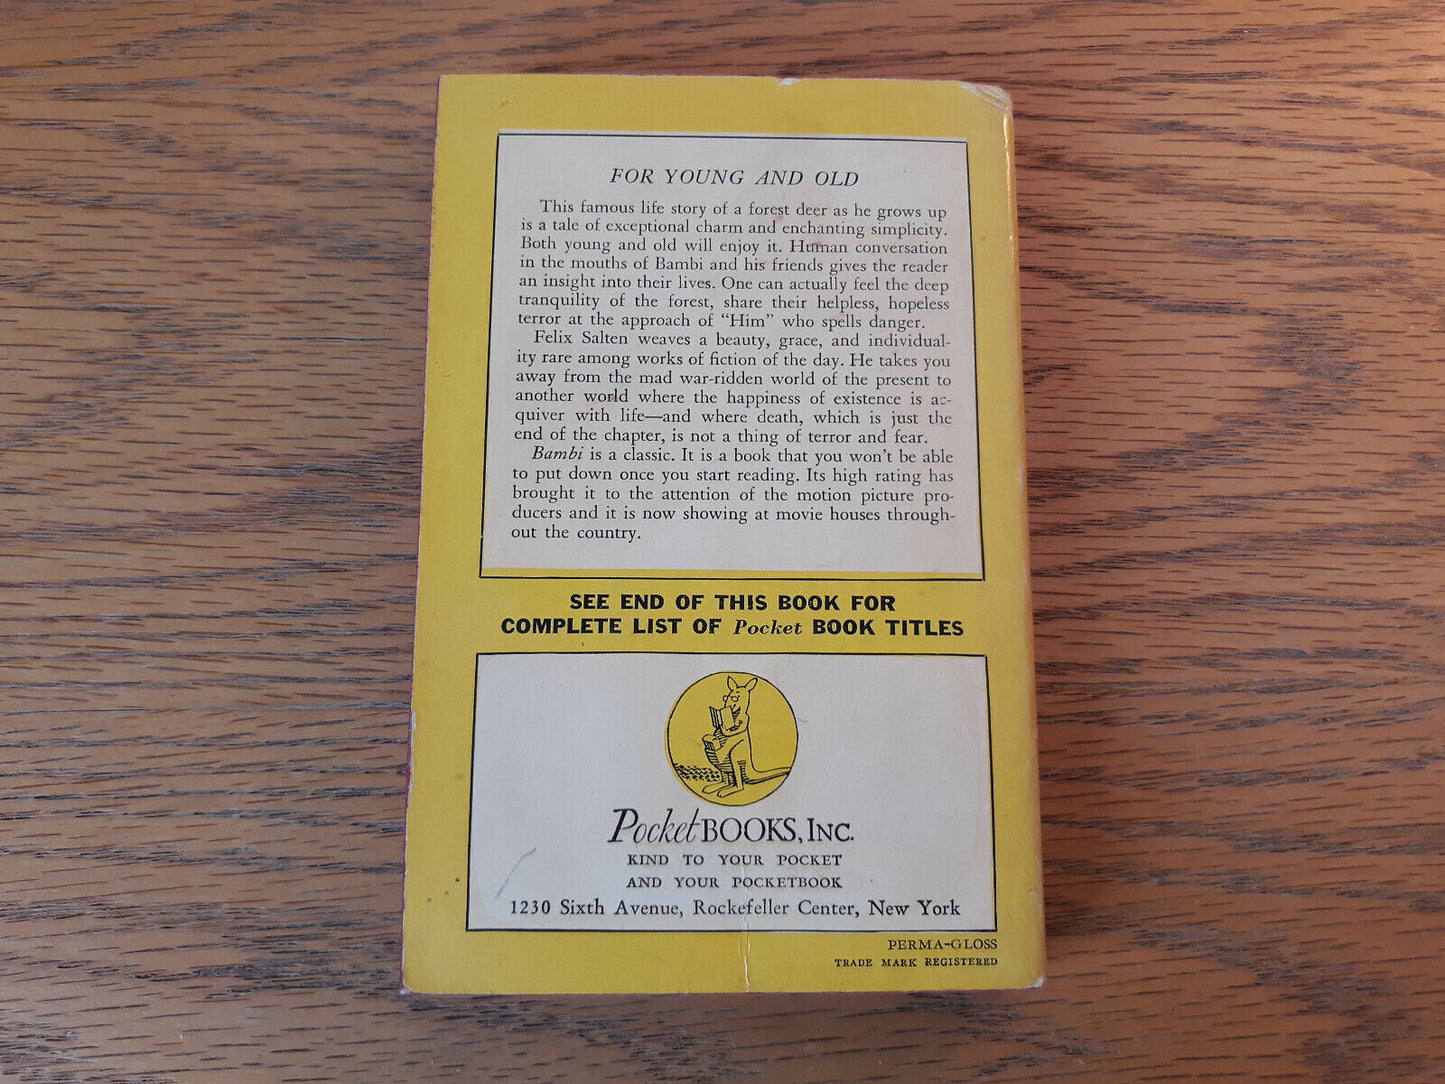 FOR YOUNG AND OLD
This famous life story of a forest deer as he grows up
is a tale of exceptional charm and enchanting simplicity.
Both young and old will enjoy it. Human conversation
in the mouths of Bambi and his friends gives the reader
an insight into their lives. One can actually feel the deep
tranquility of the forest, share their helpless, hopeless
terror at the approach of "Him" who spells danger.
Felix Salten weaves a beauty, grace, and individual-
ity rare among works of fiction of the day. He takes you
away from the mad war-ridden world of the present to
another world where the happiness of existence is a-
quiver with life—and where death, which is just the
end of the chapter, is not a thing of terror and fear.
Bambi is a classic. It is a book that you won't be able
to put down once you start reading. Its high rating has
brought it to the attention of the motion picture pro-
ducers and it is now showing at movie houses through-
out the country.
SEE END OF THIS BOOK FOR
COMPLETE LIST OF Pocket BOOK TITLES
Pocket BOOKS, INC.
KIND TO YOUR POCKET
AND YOUR POCKETBOOK
1230 Sixth Avenue, Rockefeller Center, New York
PERMA-GLOSS
TRADE MARK REGISTERED